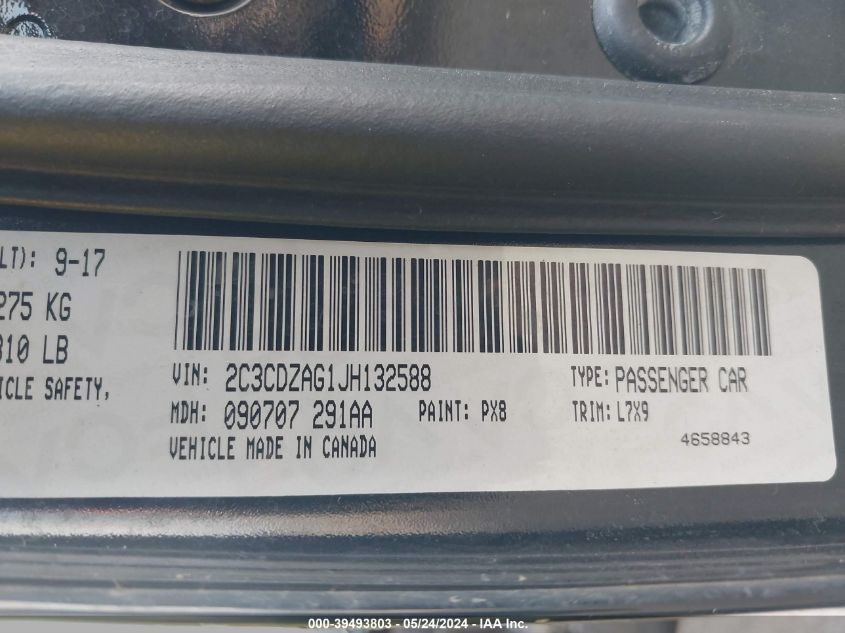 LT): 9-17
275 KG
310 LB
ICLE SAFETY,
VIN: 2C3CDZAG1JH132588 TYPE: PASSENGER CAR
MDH: 090707 291AA PAINT: PX8 TRIM: L7X9
VEHICLE MADE IN CANADA 4658843
000-39493803 - 05/24/2024 - IAA Inc.